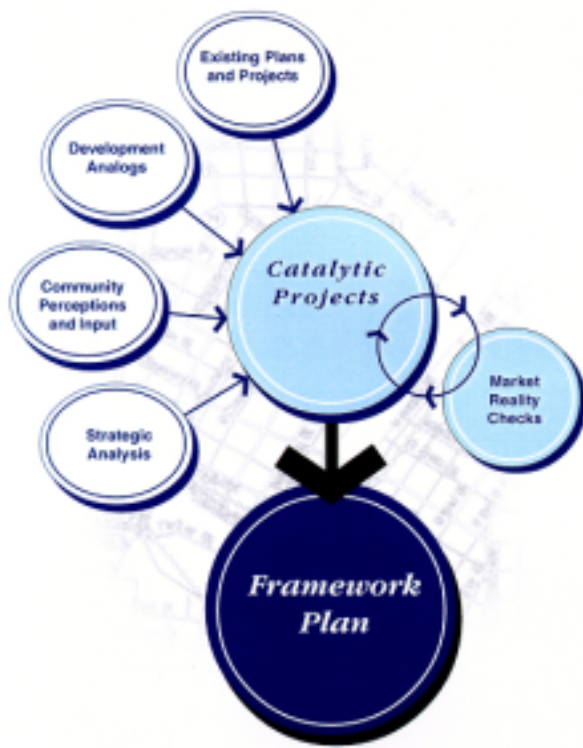 Existing Plans
and Projects
Development
Analogs
Catalytic
Projects
Community
Perceptions
and Input
Market
Reality
Checks
Strategic
Analysis
Framework
Plan